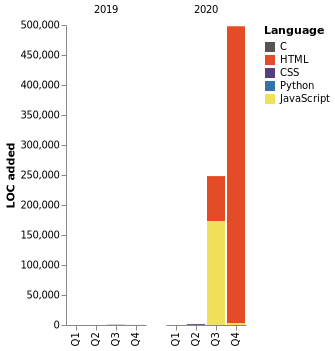 2019
2020
Language
C
HTML
CSS
Python
JavaScript
LOC added
500,000
450,000
400,000
350,000
300,000
250,000
200,000
150,000
100,000
50,000
0
Q1
Q2
Q3
Q4
Q1
Q2
Q3
Q4